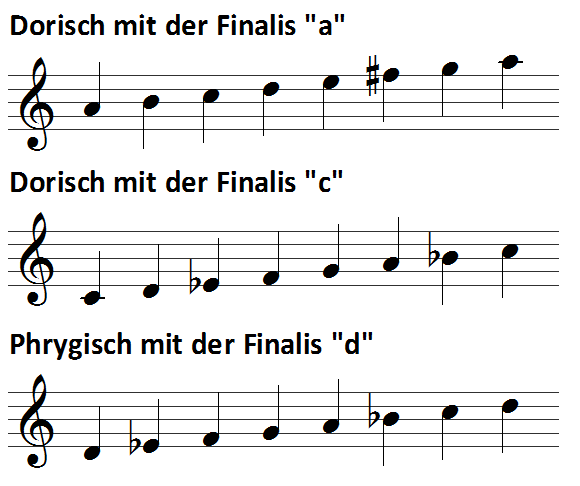 Dorisch mit der Finalis "a"
Dorisch mit der Finalis "c"
Phrygisch mit der Finalis "d"